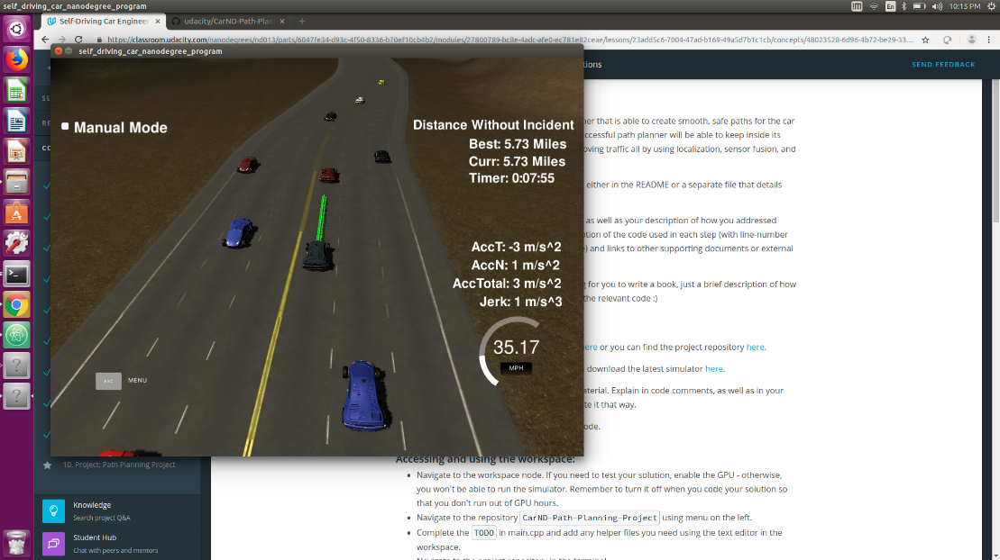 self_driving_car_nanodegree_program
En
10:15 PM
Self-Driving Car Engineer
udacity/CarND-Path-Plan
https://classroom.udacity.com/nanodegrees/nd013/parts/6047fe34-d93c-4f50-8336-b70ef10cb4b2/modules/27800789-bc8e-4adc-afe0-ec781e82ceae/lessons/23add5c6-7004-47ad-b169-49a5d7b1c1cb/concepts/48023528-6d96-4b72-be29-33...
self_driving_car_nanodegree_program
tions
SEND FEEDBACK
Manual Mode
Distance Without Incident
Best: 5.73 Miles
Curr: 5.73 Miles
Timer: 0:07:55
AccT: -3 m/s^2
AccN: 1 m/s^2
AccTotal: 3 m/s^2
Jerk: 1 m/s^3
35.17
MPH
ESC
MENU
SE
RE
CO
ner that is able to create smooth, safe paths for the car
ccessful path planner will be able to keep inside its
oving traffic all by using localization, sensor fusion, and
either in the README or a separate file that details
as well as your description of how you addressed
ption of the code used in each step (with line-number
e) and links to other supporting documents or external
g for you to write a book, just a brief description of how
the relevant code :)
ere or you can find the project repository here.
download the latest simulator here.
aterial. Explain in code comments, as well as in your
te it that way.
ode.
10. Project: Path Planning Project
Knowledge
Search project Q&A
Student Hub
Chat with peers and mentors
Accessing and using the workspace:
Navigate to the workspace node. If you need to test your solution, enable the GPU - otherwise,
you won't be able to run the simulator. Remember to turn it off when you code your solution so
that you don't run out of GPU hours.
Navigate to the repository CarND-Path-Planning-Project using menu on the left.
Complete the TODO in main.cpp and add any helper files you need using the text editor in the
workspace.